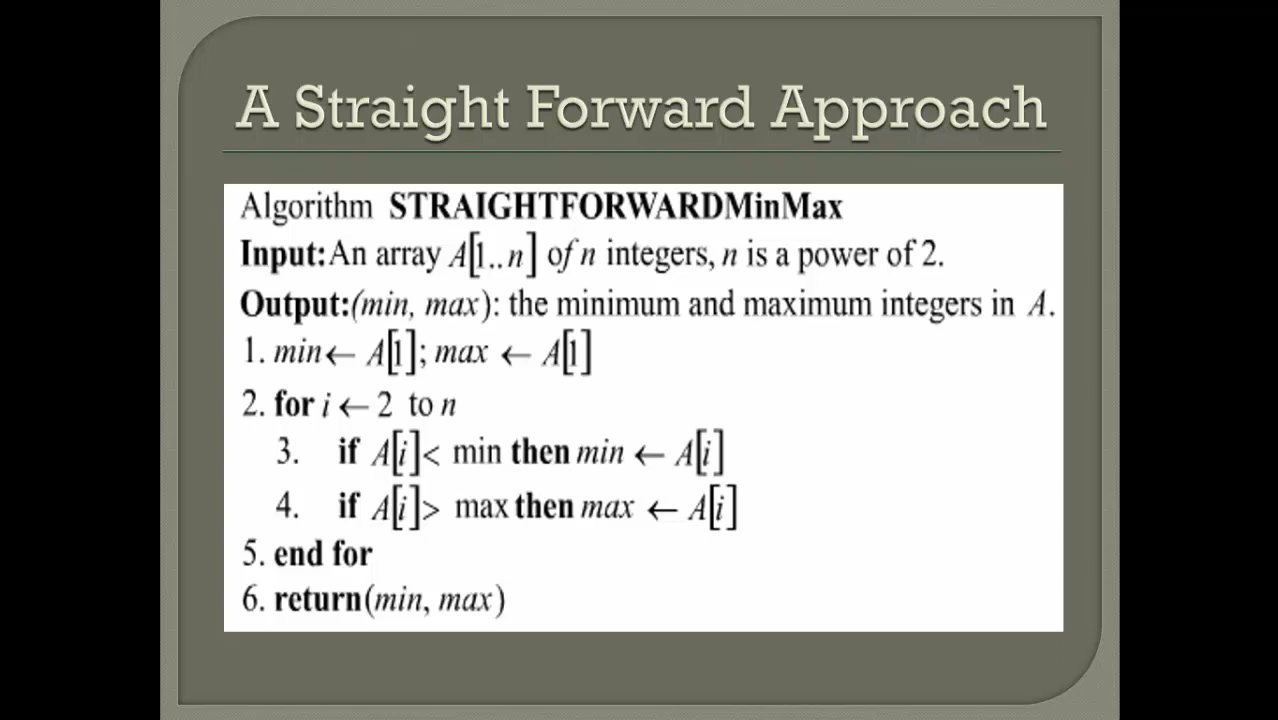 A Straight Forward Approach
Algorithm STRAIGHTFORWARDMinMax
Input:An array A[1..n] of n integers, n is a power of 2.
Output:(min, max): the minimum and maximum integers in A.
1. min← A[1]; max ← A[1]
2. for i ← 2 to n
3. if A[i]< min then min ← A[i]
4. if A[i]> max then max ← A[i]
5. end for
6. return(min, max)